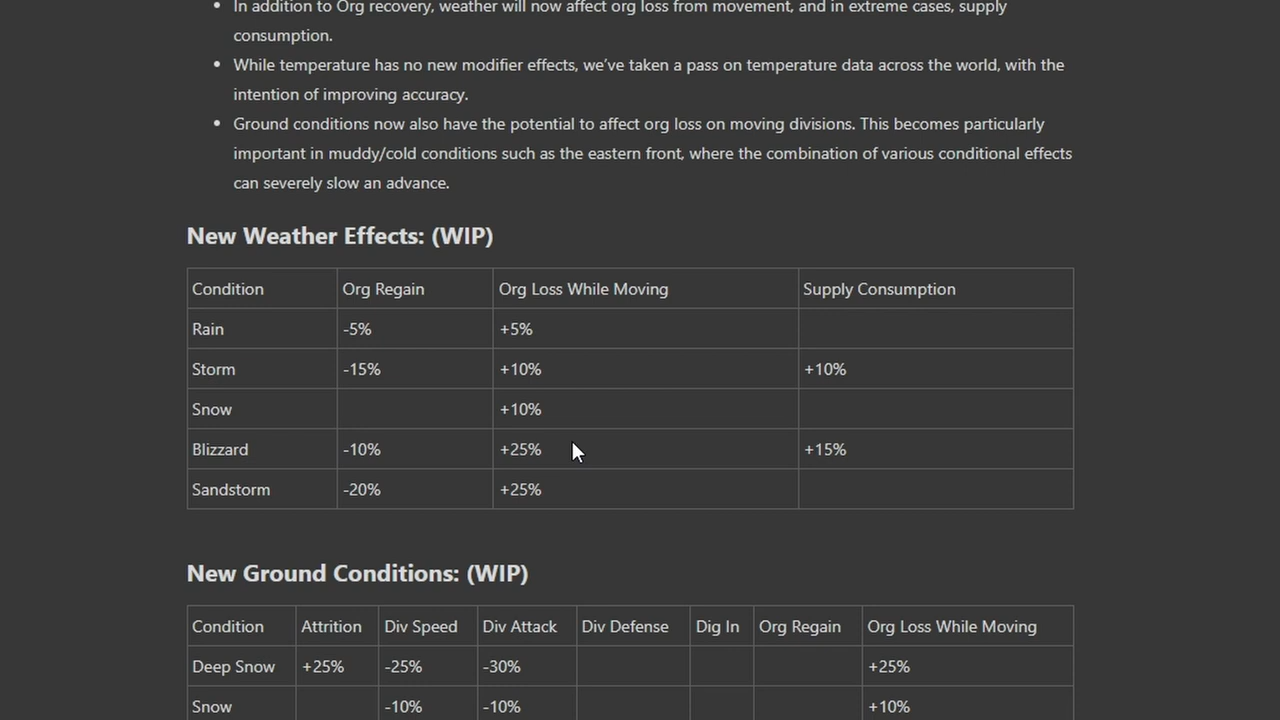 In addition to Org recovery, weather will now affect org loss from movement, and in extreme cases, supply
consumption.
While temperature has no new modifier effects, we've taken a pass on temperature data across the world, with the
intention of improving accuracy.
Ground conditions now also have the potential to affect org loss on moving divisions. This becomes particularly
important in muddy/cold conditions such as the eastern front, where the combination of various conditional effects
can severely slow an advance.
New Weather Effects: (WIP)
Condition Org Regain Org Loss While Moving Supply Consumption
Rain -5% +5%
Storm -15% +10% +10%
Snow +10%
Blizzard -10% +25% +15%
Sandstorm -20% +25%
New Ground Conditions: (WIP)
Condition Attrition Div Speed Div Attack Div Defense Dig In Org Regain Org Loss While Moving
Deep Snow +25% -25% -30% +25%
Snow -10% -10% +10%